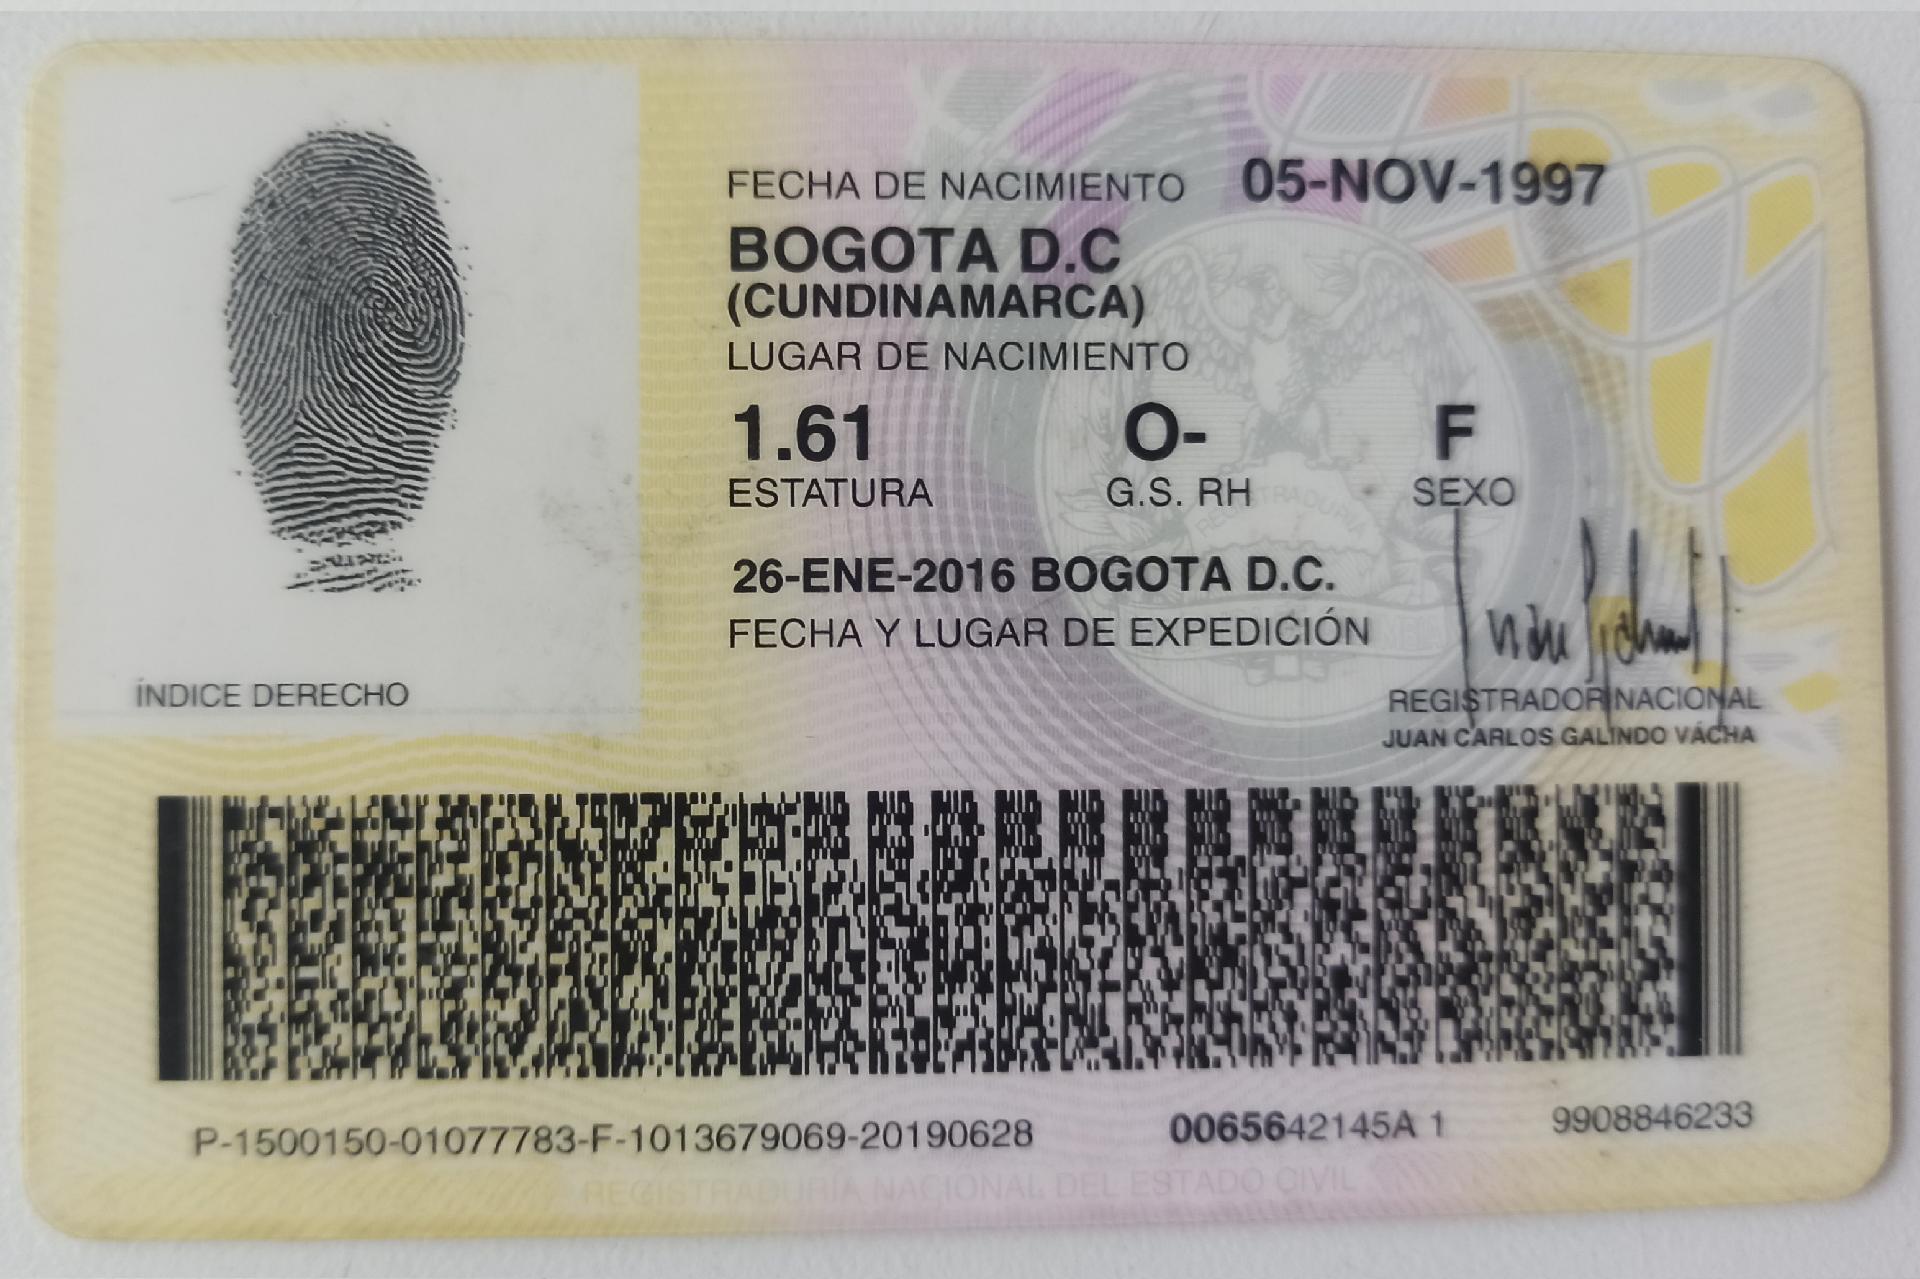 FECHA DE NACIMIENTO 05-NOV-1997
BOGOTA D.C
(CUNDINAMARCA)
LUGAR DE NACIMIENTO
1.61 O- F
ESTATURA G.S. RH SEXO
26-ENE-2016 BOGOTA D.C.
FECHA Y LUGAR DE EXPEDICIÓN
ÍNDICE DERECHO
REGISTRADOR NACIONAL
JUAN CARLOS GALINDO VÁCHA
P-1500150-01077783-F-1013679069-20190628 0065642145A 1 9908846233
REGISTRADURÍA NACIONAL DEL ESTADO CIVIL